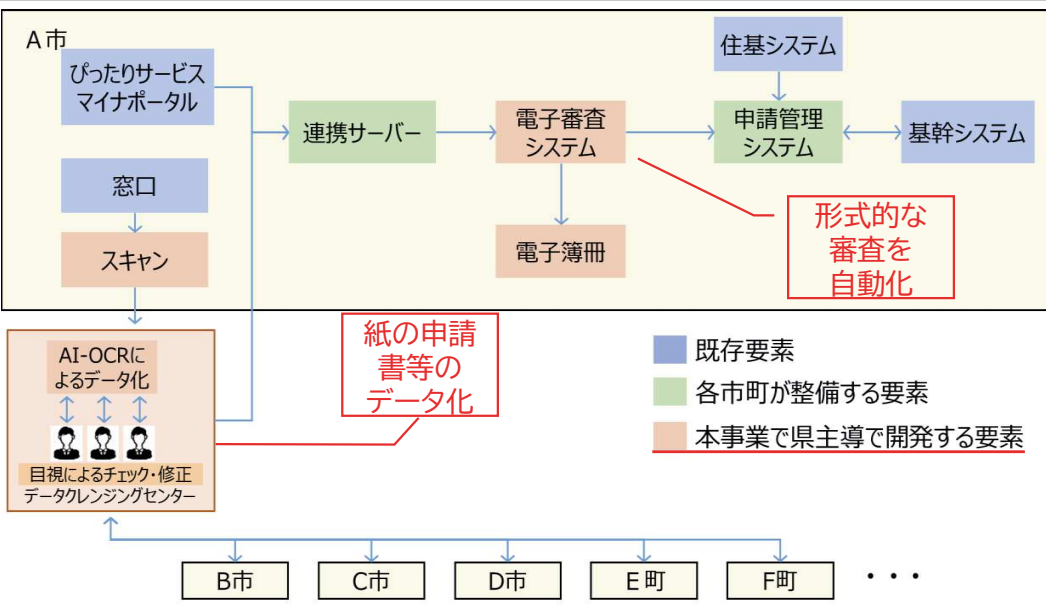 A市
ぴったりサービス
マイナポータル
窓口
スキャン
連携サーバー
電子審査
システム
電子簿冊
住基システム
申請管理
システム
基幹システム
形式的な
審査を
自動化
AI-OCRに
よるデータ化
目視によるチェック・修正
データクレンジングセンター
紙の申請
書等の
データ化
既存要素
各市町が整備する要素
本事業で県主導で開発する要素
B市
C市
D市
E町
F町
・・・